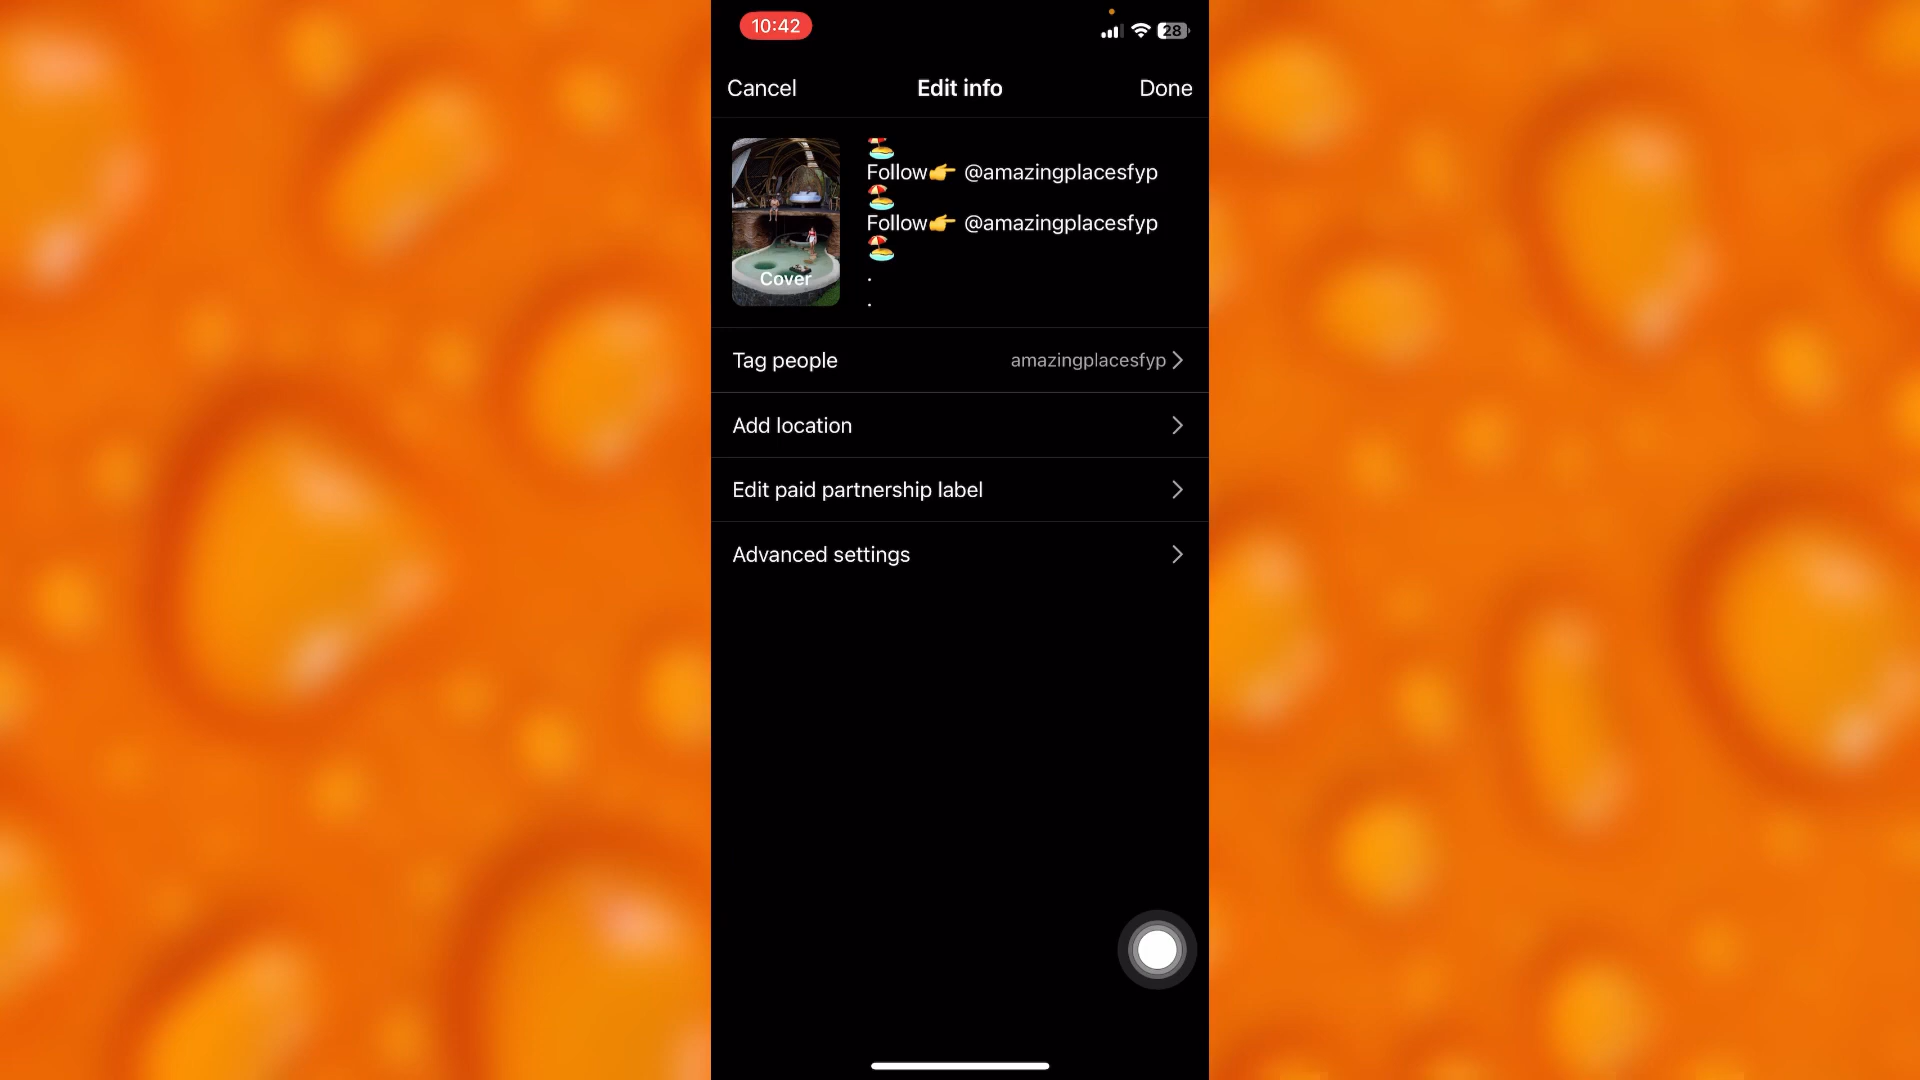 10:42
28
Cancel Edit info Done
🏖️
Follow👉 @amazingplacesfyp
🏖️
Follow👉 @amazingplacesfyp
🏖️
.
.
Cover
Tag people amazingplacesfyp
Add location
Edit paid partnership label
Advanced settings